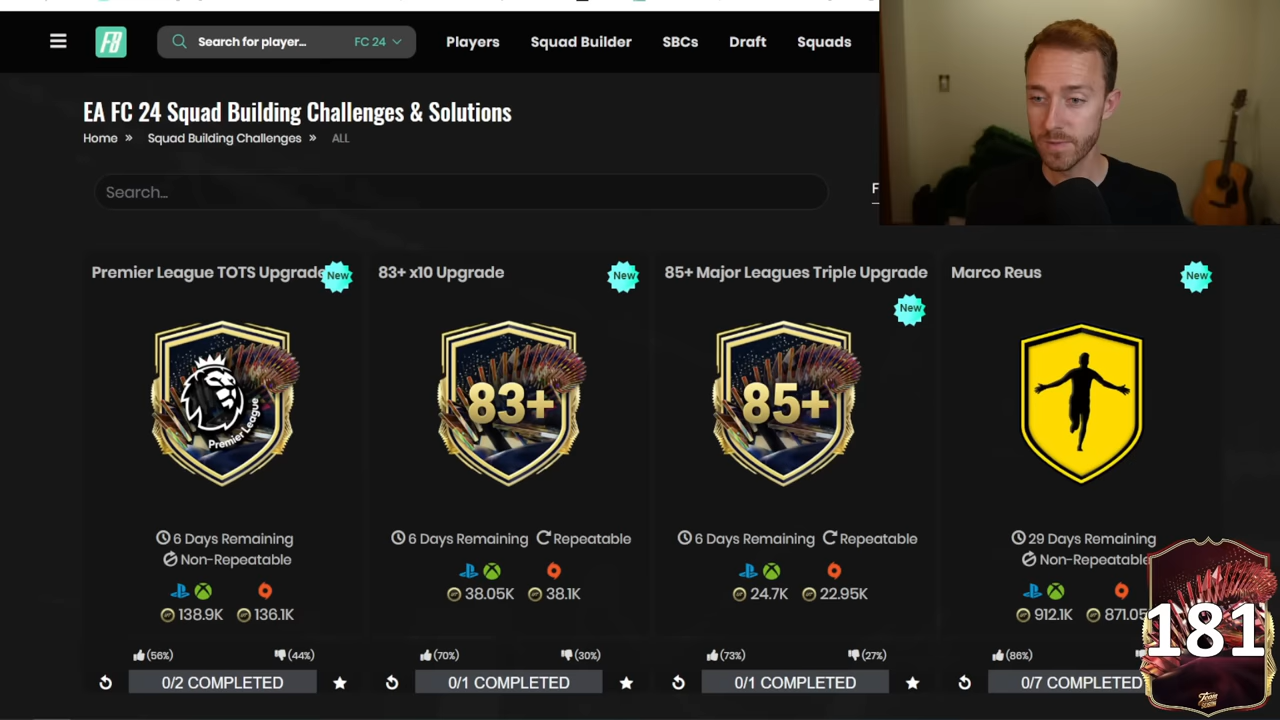 FB
Search for player...
FC 24
Players
Squad Builder
SBCs
Draft
Squads
EA FC 24 Squad Building Challenges & Solutions
Home » Squad Building Challenges » ALL
Search...
F
Premier League TOTS Upgrade
New
83+ x10 Upgrade
New
85+ Major Leagues Triple Upgrade
New
Marco Reus
New
Premier League
83+
85+
6 Days Remaining
Non-Repeatable
138.9K
136.1K
6 Days Remaining
Repeatable
38.05K
38.1K
6 Days Remaining
Repeatable
24.7K
22.95K
29 Days Remaining
Non-Repeatable
912.1K
871.05
(56%)
(44%)
(70%)
(30%)
(73%)
(27%)
(86%)
0/2 COMPLETED
0/1 COMPLETED
0/1 COMPLETED
0/7 COMPLETED
181